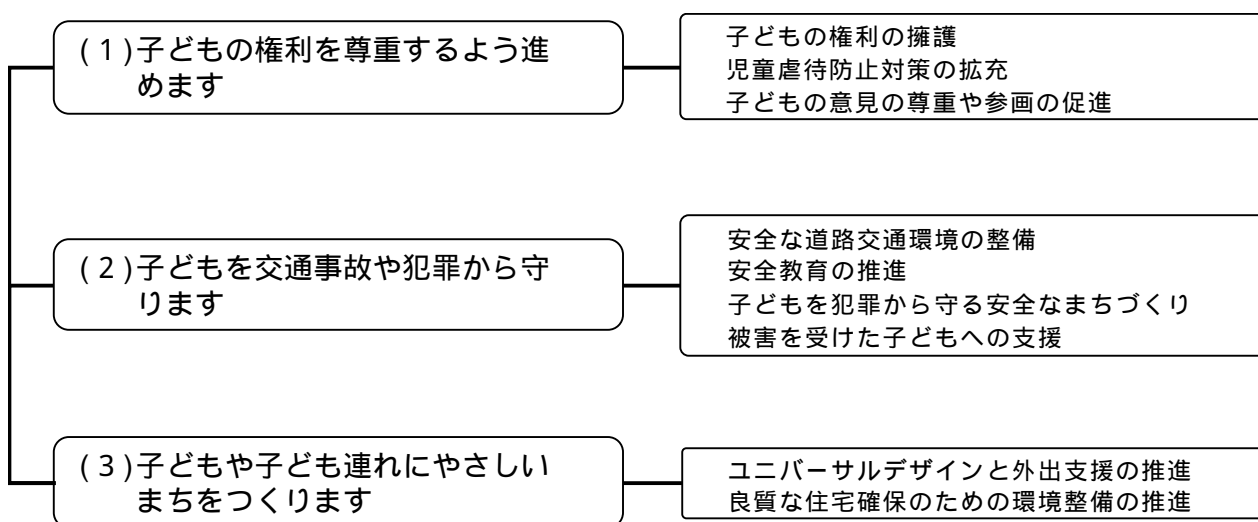 (1)子どもの権利を尊重するよう進
めます
子どもの権利の擁護
児童虐待防止対策の拡充
子どもの意見の尊重や参画の促進
(2)子どもを交通事故や犯罪から守
ります
安全な道路交通環境の整備
安全教育の推進
子どもを犯罪から守る安全なまちづくり
被害を受けた子どもへの支援
(3)子どもや子ども連れにやさしい
まちをつくります
ユニバーサルデザインと外出支援の推進
良質な住宅確保のための環境整備の推進